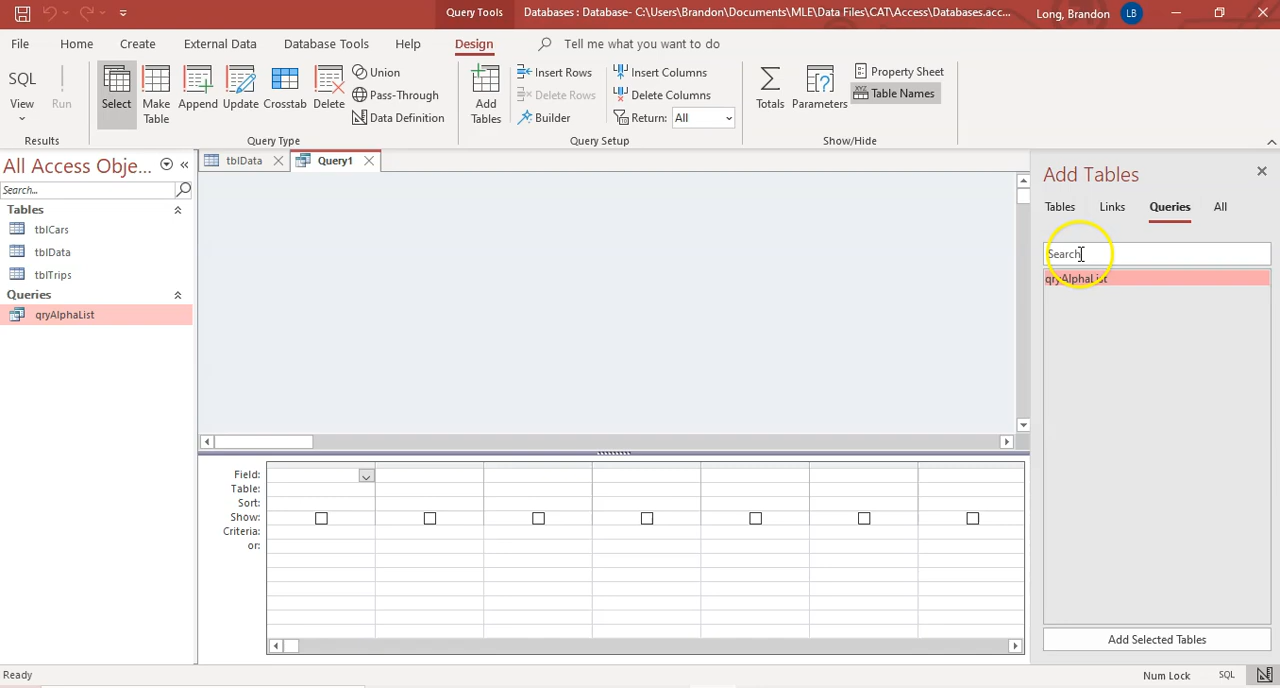 Query Tools
Databases : Database- C:\Users\Brandon\Documents\MLE\Data Files\CAT\Access\Databases.acc...
Long, Brandon
LB
File
Home
Create
External Data
Database Tools
Help
Design
Tell me what you want to do
SQL
View
Run
Results
Select
Make Table
Append
Update
Crosstab
Delete
Union
Pass-Through
Data Definition
Query Type
Add Tables
Insert Rows
Delete Rows
Builder
Insert Columns
Delete Columns
Return: All
Query Setup
Totals
Parameters
Property Sheet
XYZ Table Names
Show/Hide
All Access Obje...
Search...
Tables
tblCars
tblData
tblTrips
Queries
qryAlphaList
tblData
Query1
Field:
Table:
Sort:
Show:
Criteria:
or:
Add Tables
Tables
Links
Queries
All
Search
qryAlphaList
Add Selected Tables
Ready
Num Lock
SQL